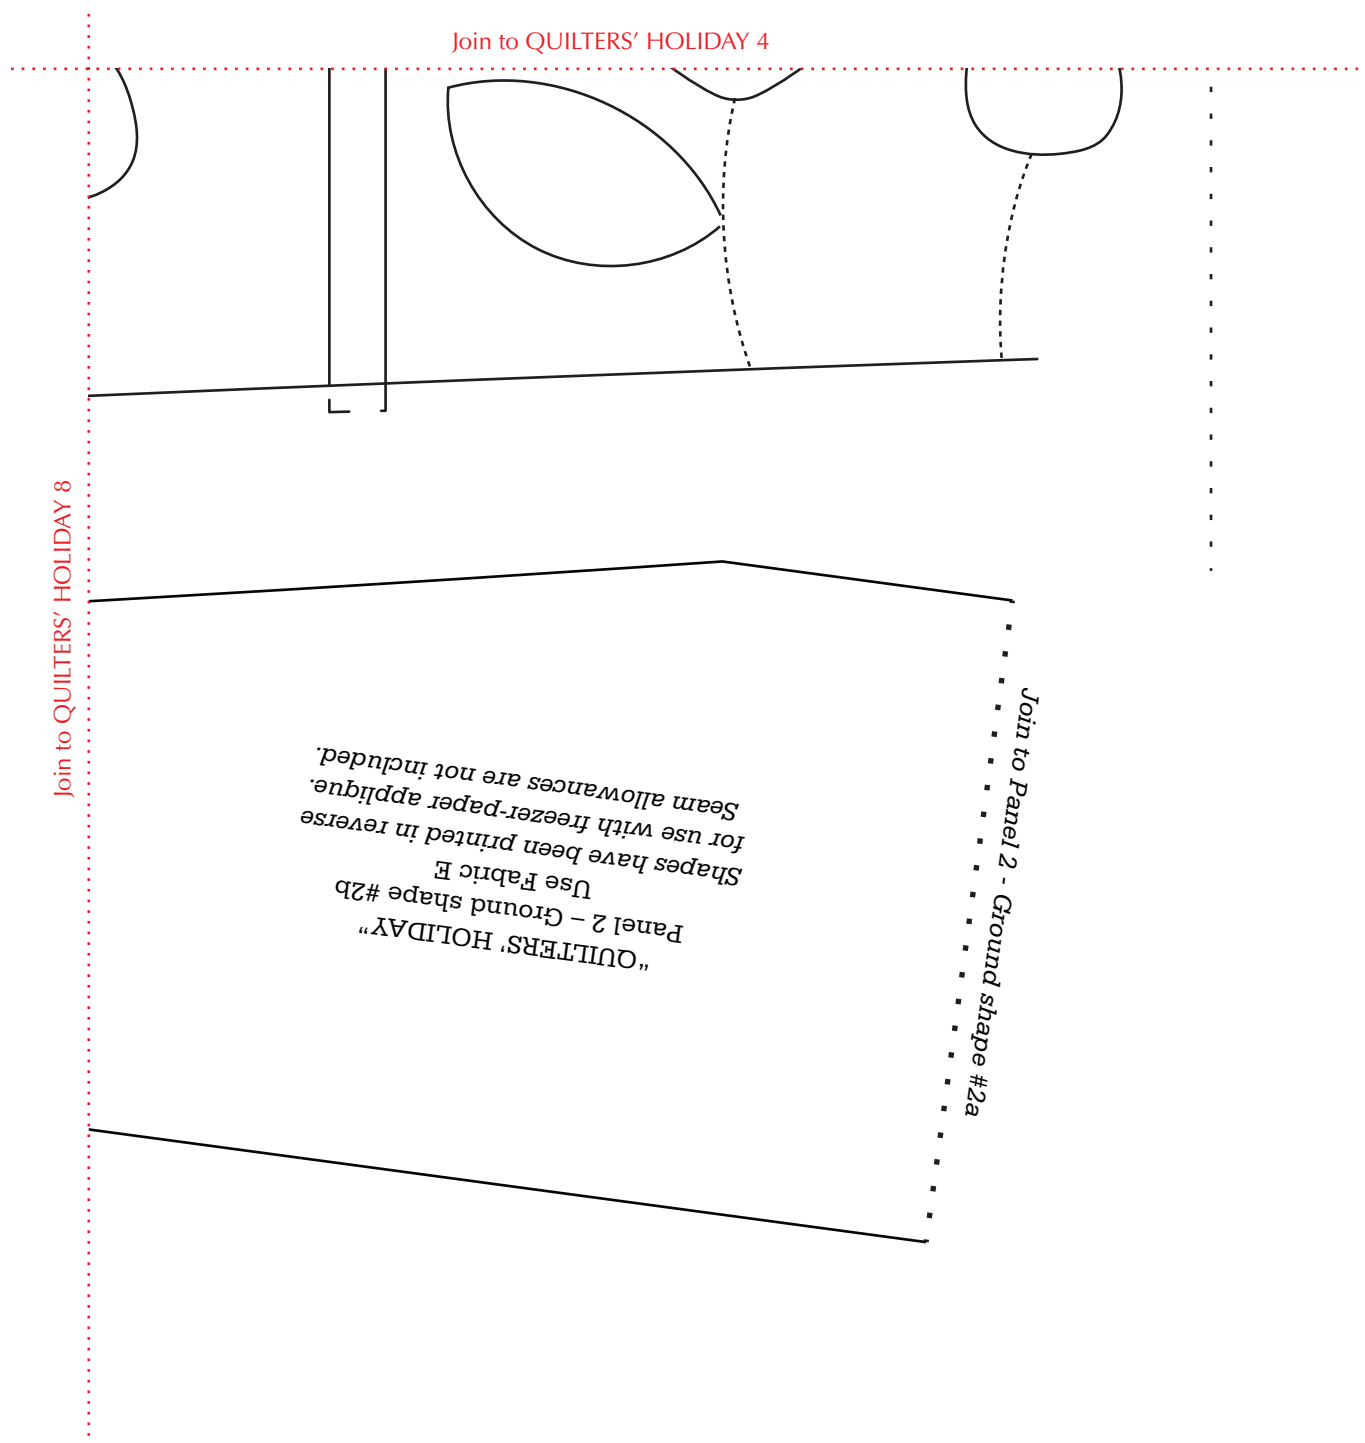 Join to QUILTERS’ HOLIDAY 4
Join to QUILTERS’ HOLIDAY 8
“QUILTERS’ HOLIDAY”
Panel 2 – Ground shape #2b
Use Fabric E
Shapes have been printed in reverse
for use with freezer-paper applique.
Seam allowances are not included.
Join to Panel 2 - Ground shape #2a